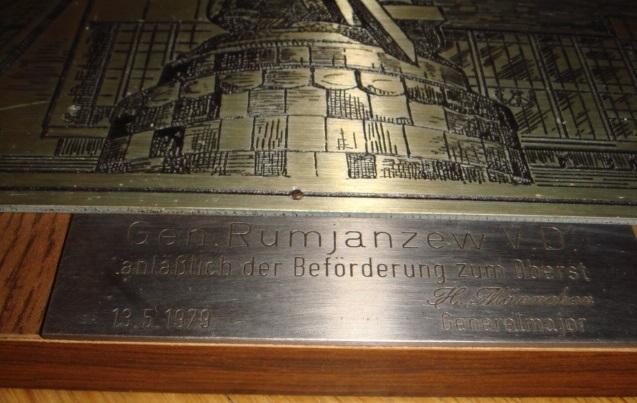 Gen. Rumjanzew V. D.
anläßlich der Beförderung zum Oberst
H.
13.5.1979
Generalmajor